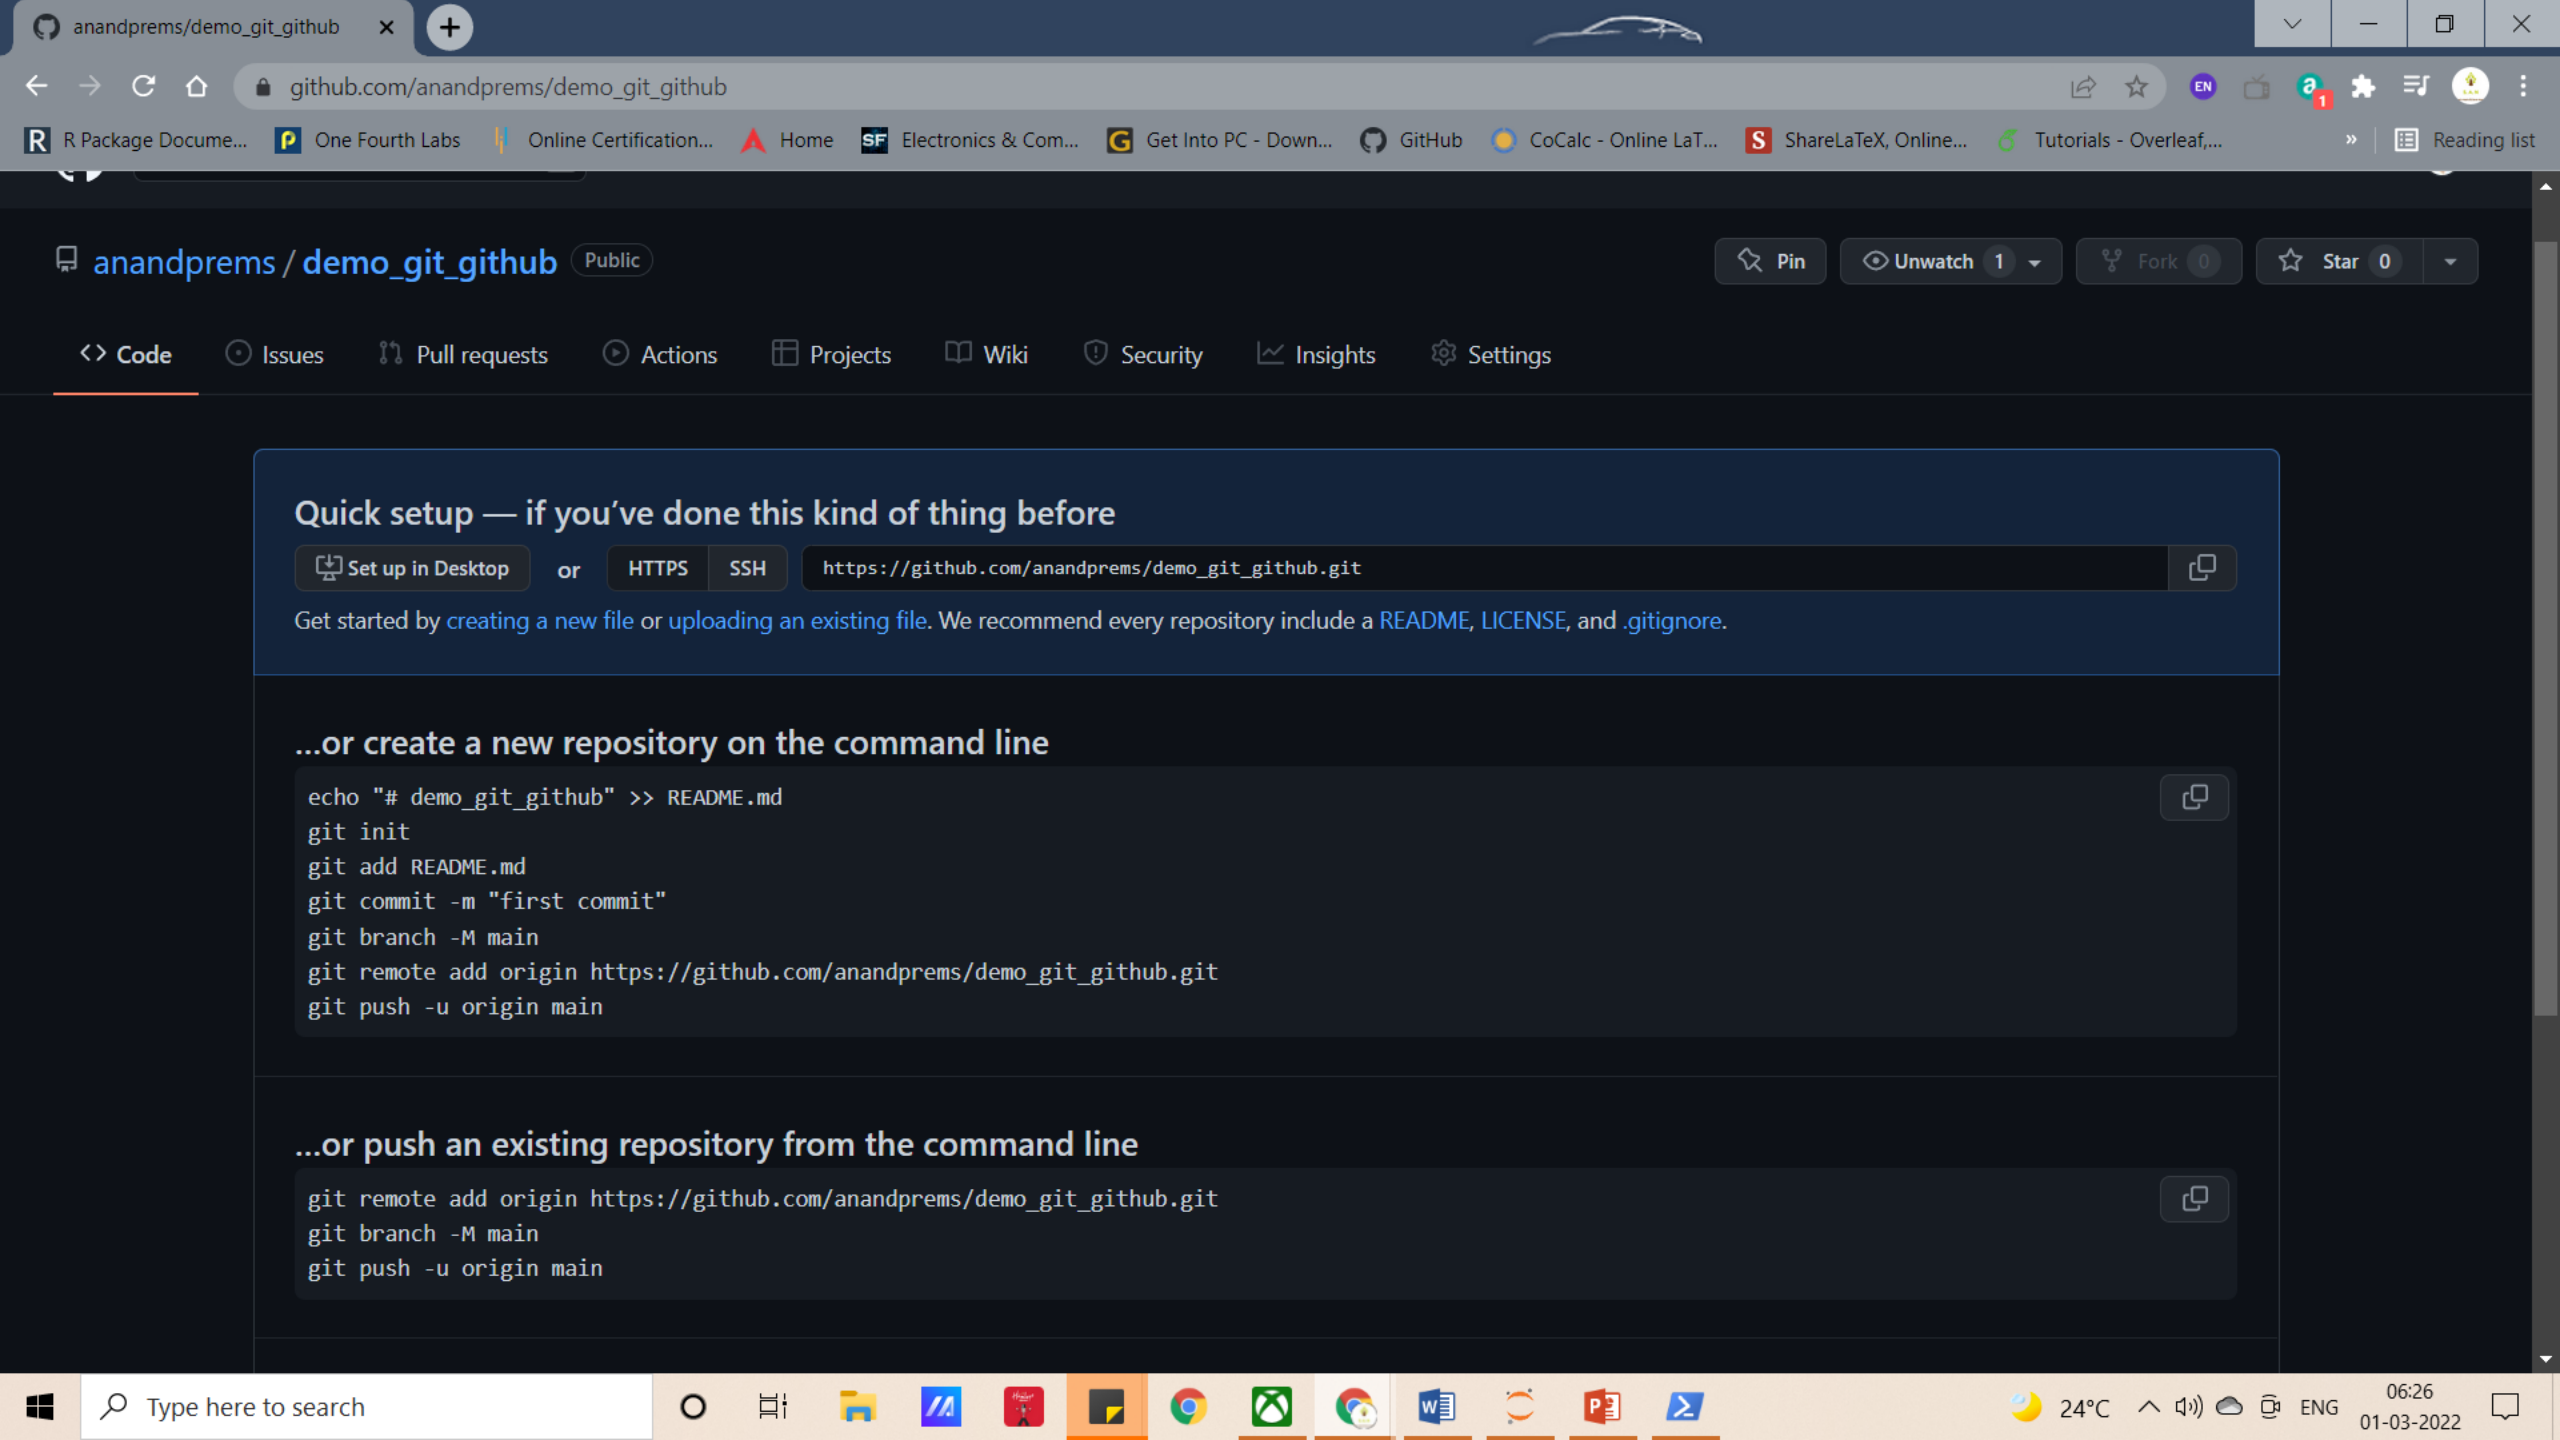 anandprems/demo_git_github
github.com/anandprems/demo_git_github
EN
a
1
R R Package Docume...
One Fourth Labs
Online Certification...
Home
SF Electronics & Com...
G Get Into PC - Down...
GitHub
CoCalc - Online LaT...
S ShareLaTeX, Online...
Tutorials - Overleaf,...
»
Reading list
anandprems / demo_git_github Public
Pin
Unwatch 1
Fork 0
Star 0
Code
Issues
Pull requests
Actions
Projects
Wiki
Security
Insights
Settings
Quick setup — if you’ve done this kind of thing before
Set up in Desktop or HTTPS SSH https://github.com/anandprems/demo_git_github.git
Get started by creating a new file or uploading an existing file. We recommend every repository include a README, LICENSE, and .gitignore.
…or create a new repository on the command line
echo "# demo_git_github" >> README.md
git init
git add README.md
git commit -m "first commit"
git branch -M main
git remote add origin https://github.com/anandprems/demo_git_github.git
git push -u origin main
…or push an existing repository from the command line
git remote add origin https://github.com/anandprems/demo_git_github.git
git branch -M main
git push -u origin main
Type here to search
24°C
ENG
06:26
01-03-2022